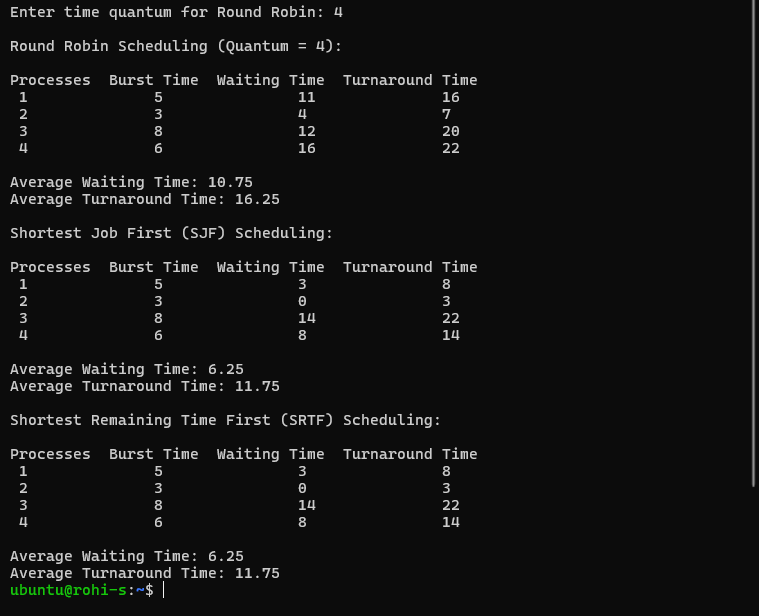 Enter time quantum for Round Robin: 4
Round Robin Scheduling (Quantum = 4):
Processes  Burst Time  Waiting Time  Turnaround Time
 1              5               11              16
 2              3               4               7
 3              8               12              20
 4              6               16              22
Average Waiting Time: 10.75
Average Turnaround Time: 16.25
Shortest Job First (SJF) Scheduling:
Processes  Burst Time  Waiting Time  Turnaround Time
 1              5               3               8
 2              3               0               3
 3              8               14              22
 4              6               8               14
Average Waiting Time: 6.25
Average Turnaround Time: 11.75
Shortest Remaining Time First (SRTF) Scheduling:
Processes  Burst Time  Waiting Time  Turnaround Time
 1              5               3               8
 2              3               0               3
 3              8               14              22
 4              6               8               14
Average Waiting Time: 6.25
Average Turnaround Time: 11.75
ubuntu@rohi-s:~$